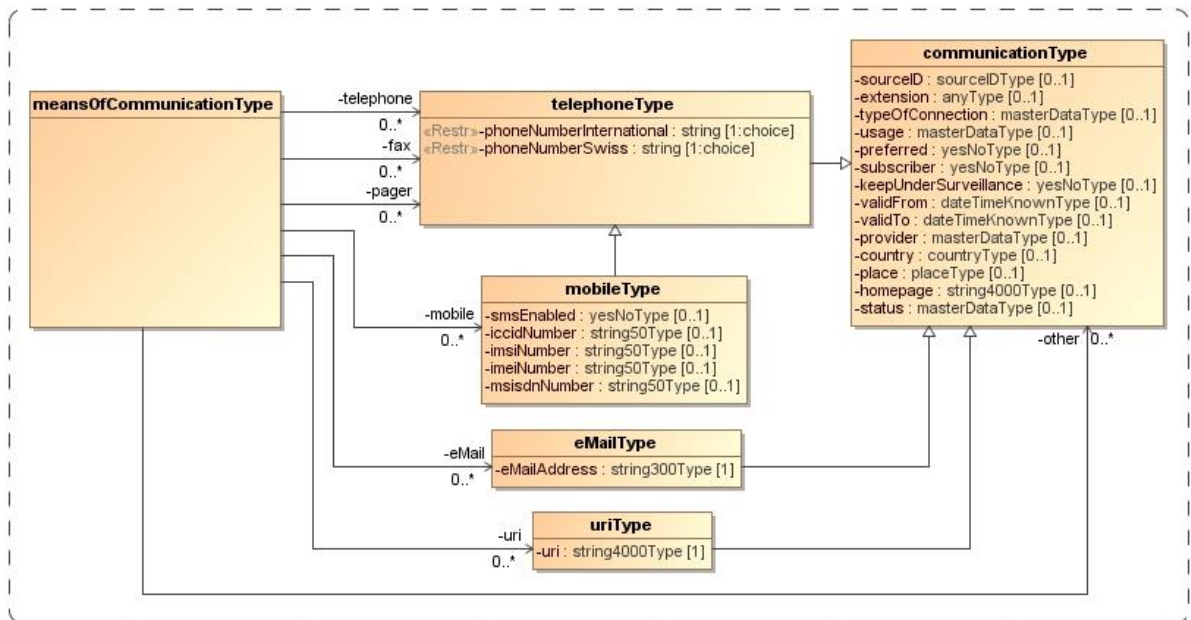 communicationType
-sourceID : sourceIDType [0..1]
-extension : anyType [0..1]
-typeOfConnection : masterDataType [0..1]
-usage : masterDataType [0..1]
-preferred : yesNoType [0..1]
-subscriber : yesNoType [0..1]
-keepUnderSurveillance : yesNoType [0..1]
-validFrom : dateTimeKnownType [0..1]
-validTo : dateTimeKnownType [0..1]
-provider : masterDataType [0..1]
-country : countryType [0..1]
-place : placeType [0..1]
-homepage : string4000Type [0..1]
-status : masterDataType [0..1]
meansOfCommunicationType
-telephone
0..*
-fax
0..*
-pager
0..*
telephoneType
«Restr»-phoneNumberInternational : string [1:choice]
«Restr»-phoneNumberSwiss : string [1:choice]
-mobile
0..*
mobileType
-smsEnabled : yesNoType [0..1]
-iccidNumber : string50Type [0..1]
-imsiNumber : string50Type [0..1]
-imeiNumber : string50Type [0..1]
-msisdnNumber : string50Type [0..1]
-other 0..*
-eMail
0..*
eMailType
-eMailAddress : string300Type [1]
-uri
0..*
uriType
-uri : string4000Type [1]